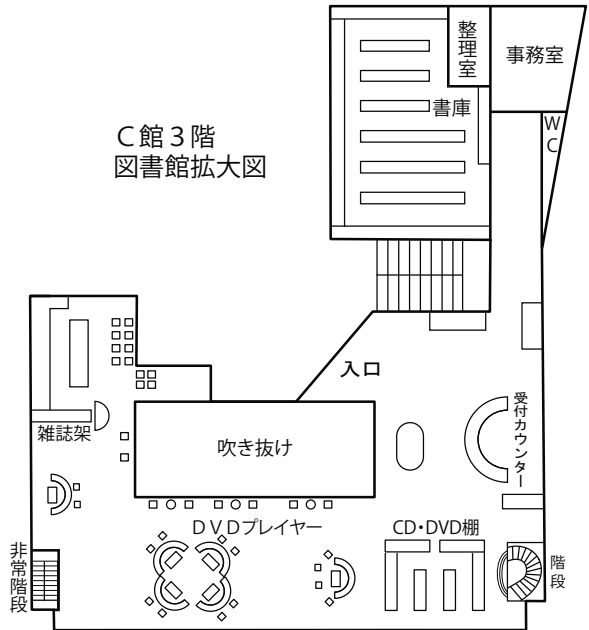 整理室
事務室
書庫
WC
C館3階
図書館拡大図
入口
受付カウンター
雑誌架
吹き抜け
DVDプレイヤー
CD・DVD棚
非常階段
階段